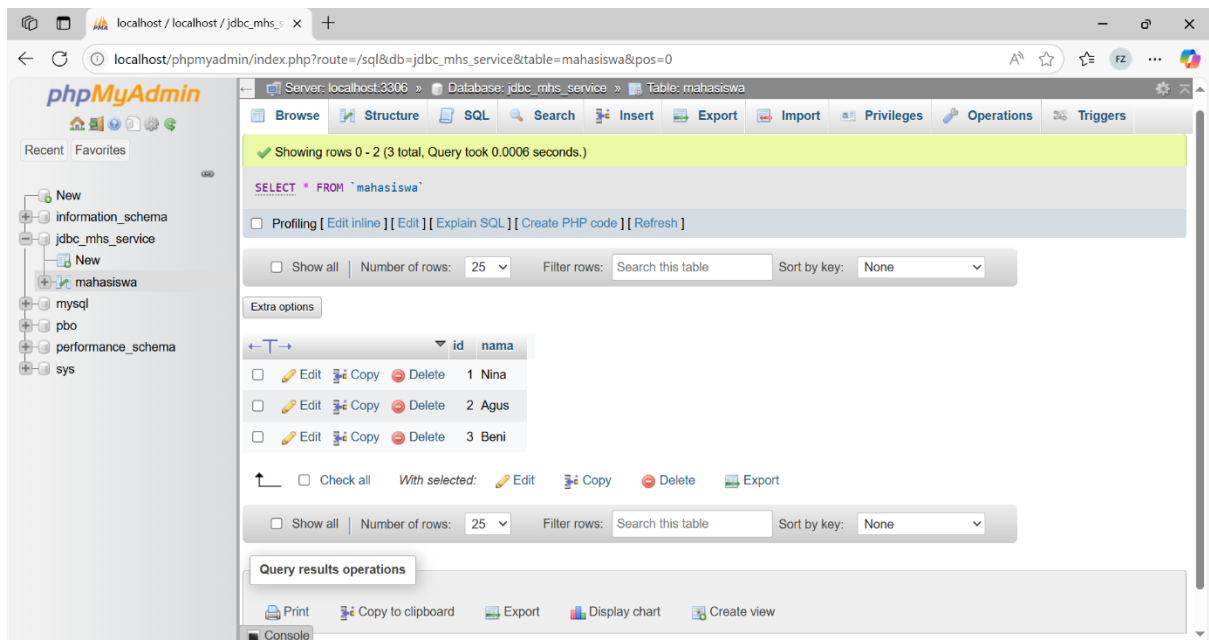 localhost / localhost / jdbc_mhs_s
localhost/phpmyadmin/index.php?route=/sql&db=jdbc_mhs_service&table=mahasiswa&pos=0
FZ
phpMyAdmin
Recent Favorites
New
information_schema
jdbc_mhs_service
New
mahasiswa
mysql
pbo
performance_schema
sys
Server: localhost:3306 » Database: jdbc_mhs_service » Table: mahasiswa
Browse Structure SQL Search Insert Export Import Privileges Operations Triggers
Showing rows 0 - 2 (3 total, Query took 0.0006 seconds.)
SELECT * FROM `mahasiswa`
Profiling [ Edit inline ] [ Edit ] [ Explain SQL ] [ Create PHP code ] [ Refresh ]
Show all | Number of rows: 25 Filter rows: Search this table Sort by key: None
Extra options
←T→ id nama
Edit Copy Delete 1 Nina
Edit Copy Delete 2 Agus
Edit Copy Delete 3 Beni
Check all With selected: Edit Copy Delete Export
Show all | Number of rows: 25 Filter rows: Search this table Sort by key: None
Query results operations
Print Copy to clipboard Export Display chart Create view
Console